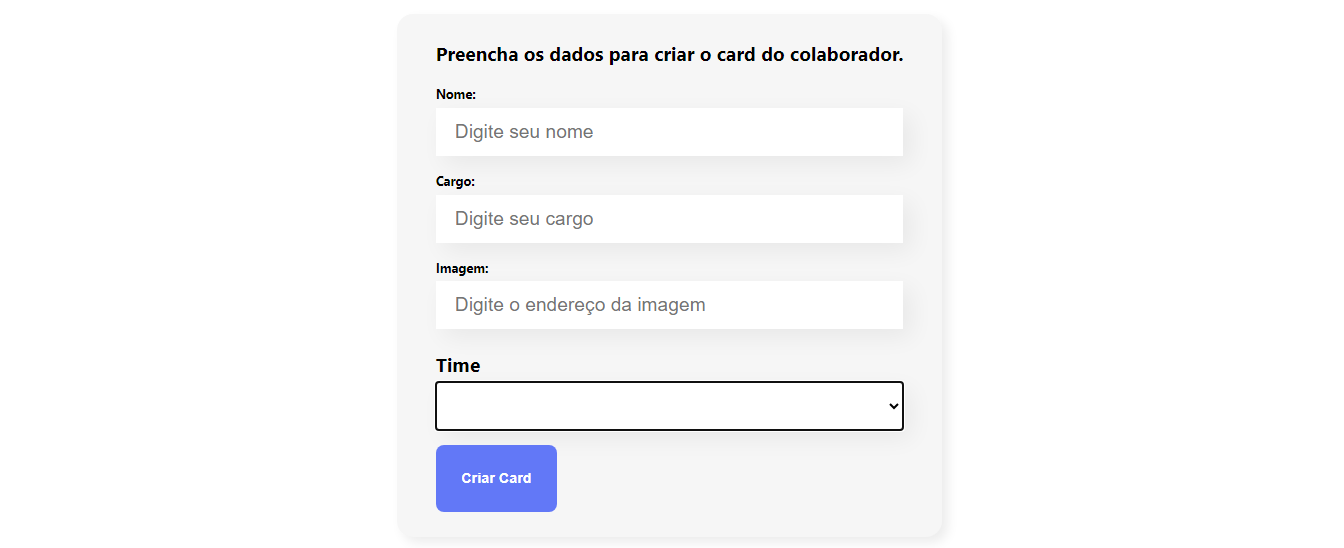 Preencha os dados para criar o card do colaborador.
Nome:
Digite seu nome
Cargo:
Digite seu cargo
Imagem:
Digite o endereço da imagem
Time
Criar Card